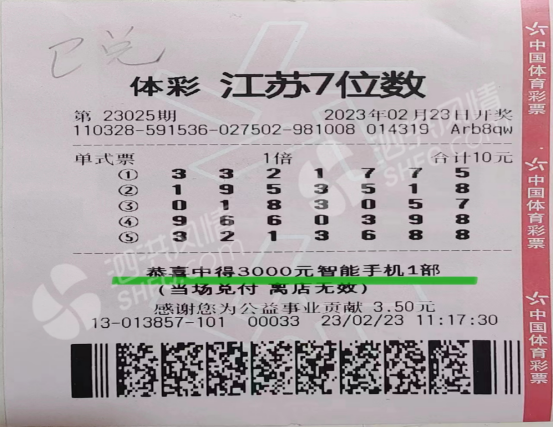 已兑
体彩 江苏7位数
第 23025期 2023年02月23日开奖
110328-591536-027502-981008 014319 Arb8qw
单式票 1倍 合计10元
① 3 3 2 1 7 7 5
② 1 9 5 3 5 1 8
③ 0 1 8 3 0 5 7
④ 9 6 6 0 3 9 8
⑤ 3 2 1 3 6 8 8
恭喜中得3000元智能手机1部
(当场兑付 离店无效)
感谢您为公益事业贡献 3.50元
13-013857-101 00033 23/02/23 11:17:30
中国体育彩票
中国体育彩票
中国体育彩票